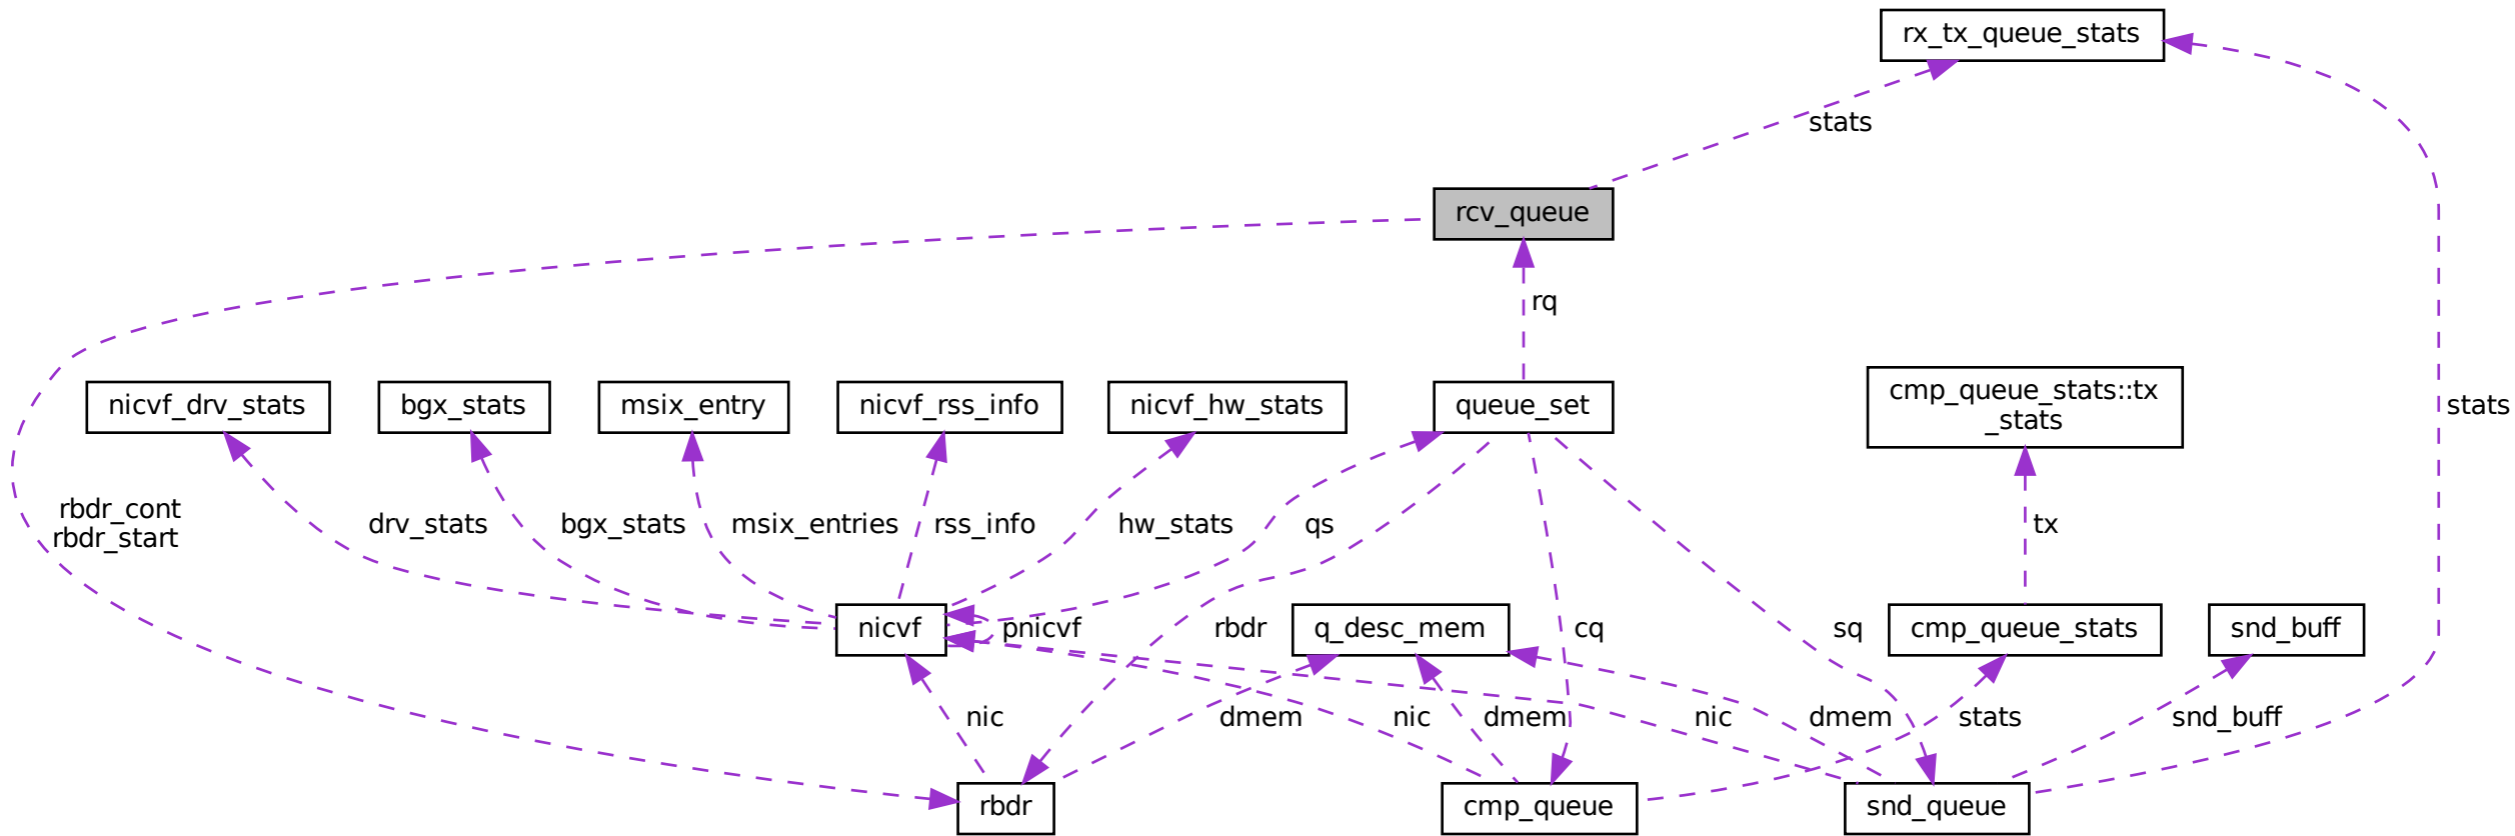 rx_tx_queue_stats
stats
rcv_queue
rq
nicvf_drv_stats
bgx_stats
msix_entry
nicvf_rss_info
nicvf_hw_stats
queue_set
cmp_queue_stats::tx
_stats
stats
rbdr_cont
rbdr_start
drv_stats
bgx_stats
msix_entries
rss_info
hw_stats
qs
tx
nicvf
pnicvf
rbdr
q_desc_mem
cq
sq
cmp_queue_stats
snd_buff
nic
dmem
nic
dmem
nic
dmem
stats
snd_buff
rbdr
cmp_queue
snd_queue